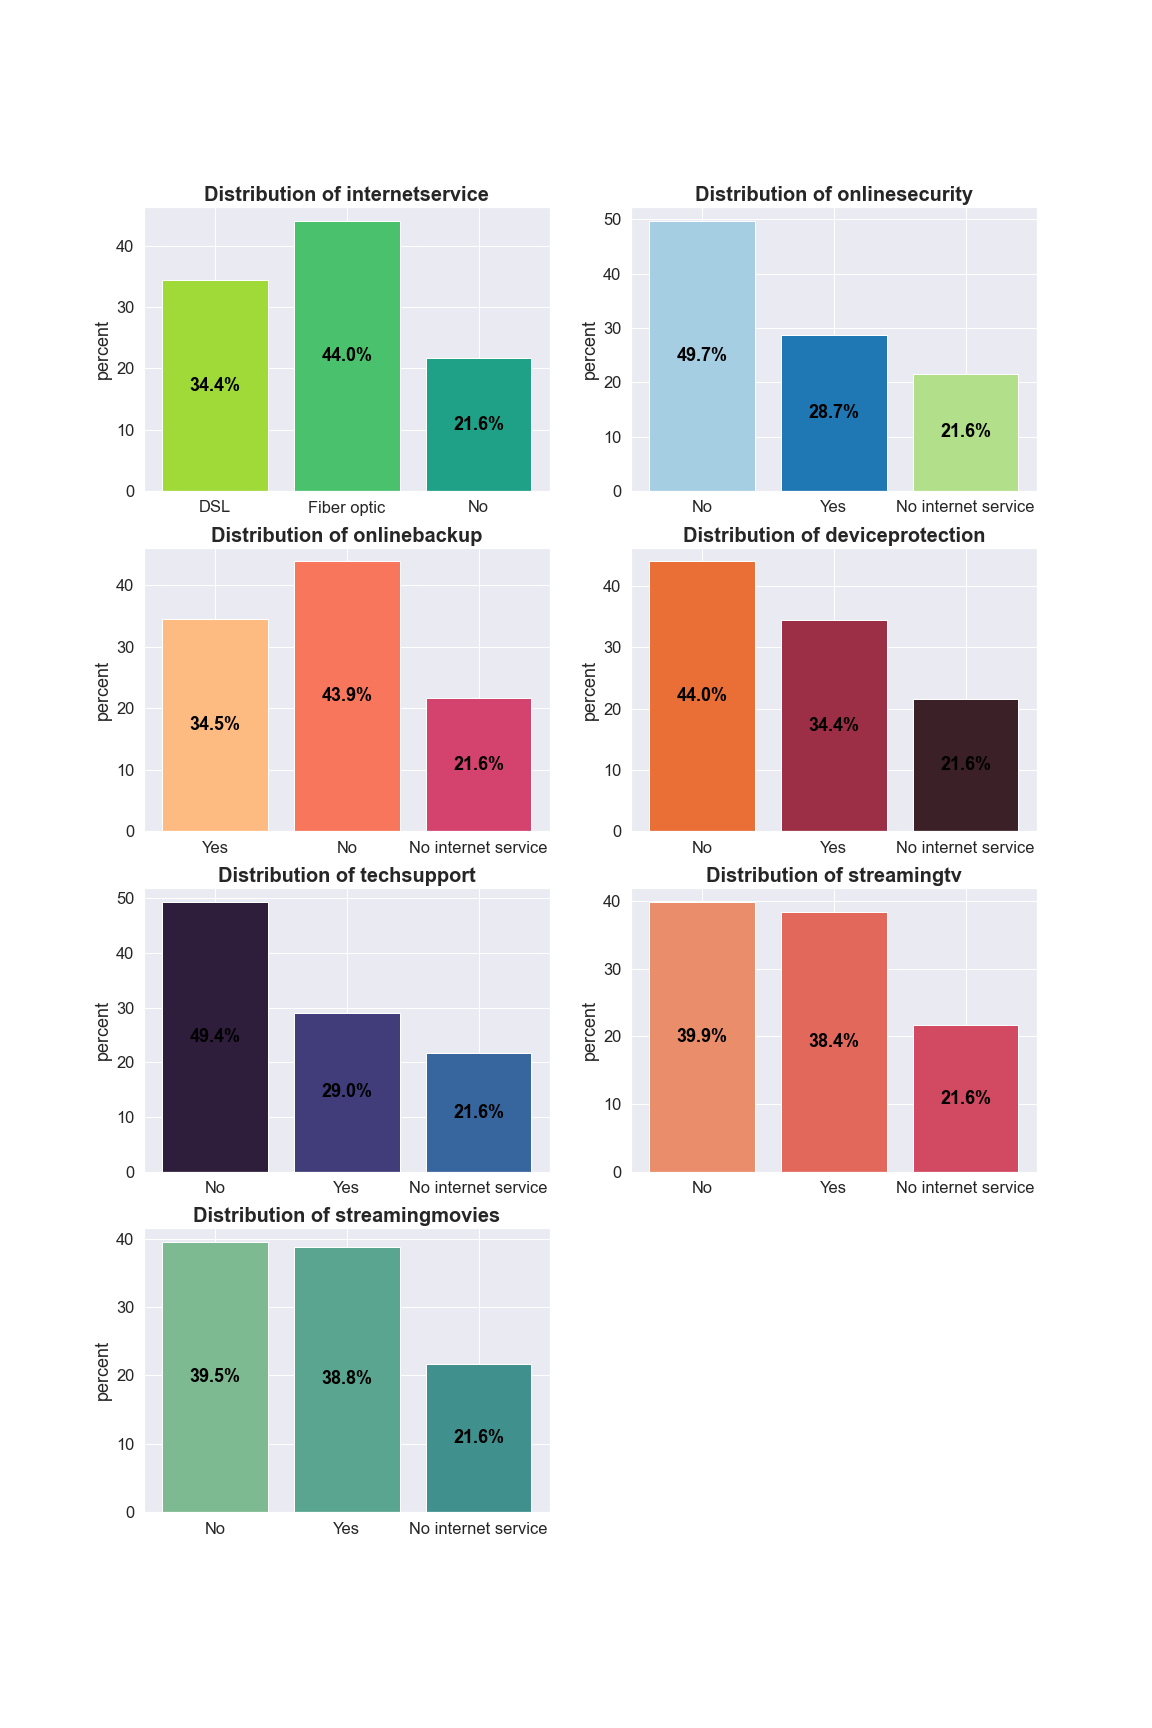 Distribution of internetservice
percent
40
30
20
10
0
34.4%
44.0%
21.6%
DSL
Fiber optic
No
Distribution of onlinesecurity
percent
50
40
30
20
10
0
49.7%
28.7%
21.6%
No
Yes
No internet service
Distribution of onlinebackup
percent
40
30
20
10
0
34.5%
43.9%
21.6%
Yes
No
No internet service
Distribution of deviceprotection
percent
40
30
20
10
0
44.0%
34.4%
21.6%
No
Yes
No internet service
Distribution of techsupport
percent
50
40
30
20
10
0
49.4%
29.0%
21.6%
No
Yes
No internet service
Distribution of streamingtv
percent
40
30
20
10
0
39.9%
38.4%
21.6%
No
Yes
No internet service
Distribution of streamingmovies
percent
40
30
20
10
0
39.5%
38.8%
21.6%
No
Yes
No internet service